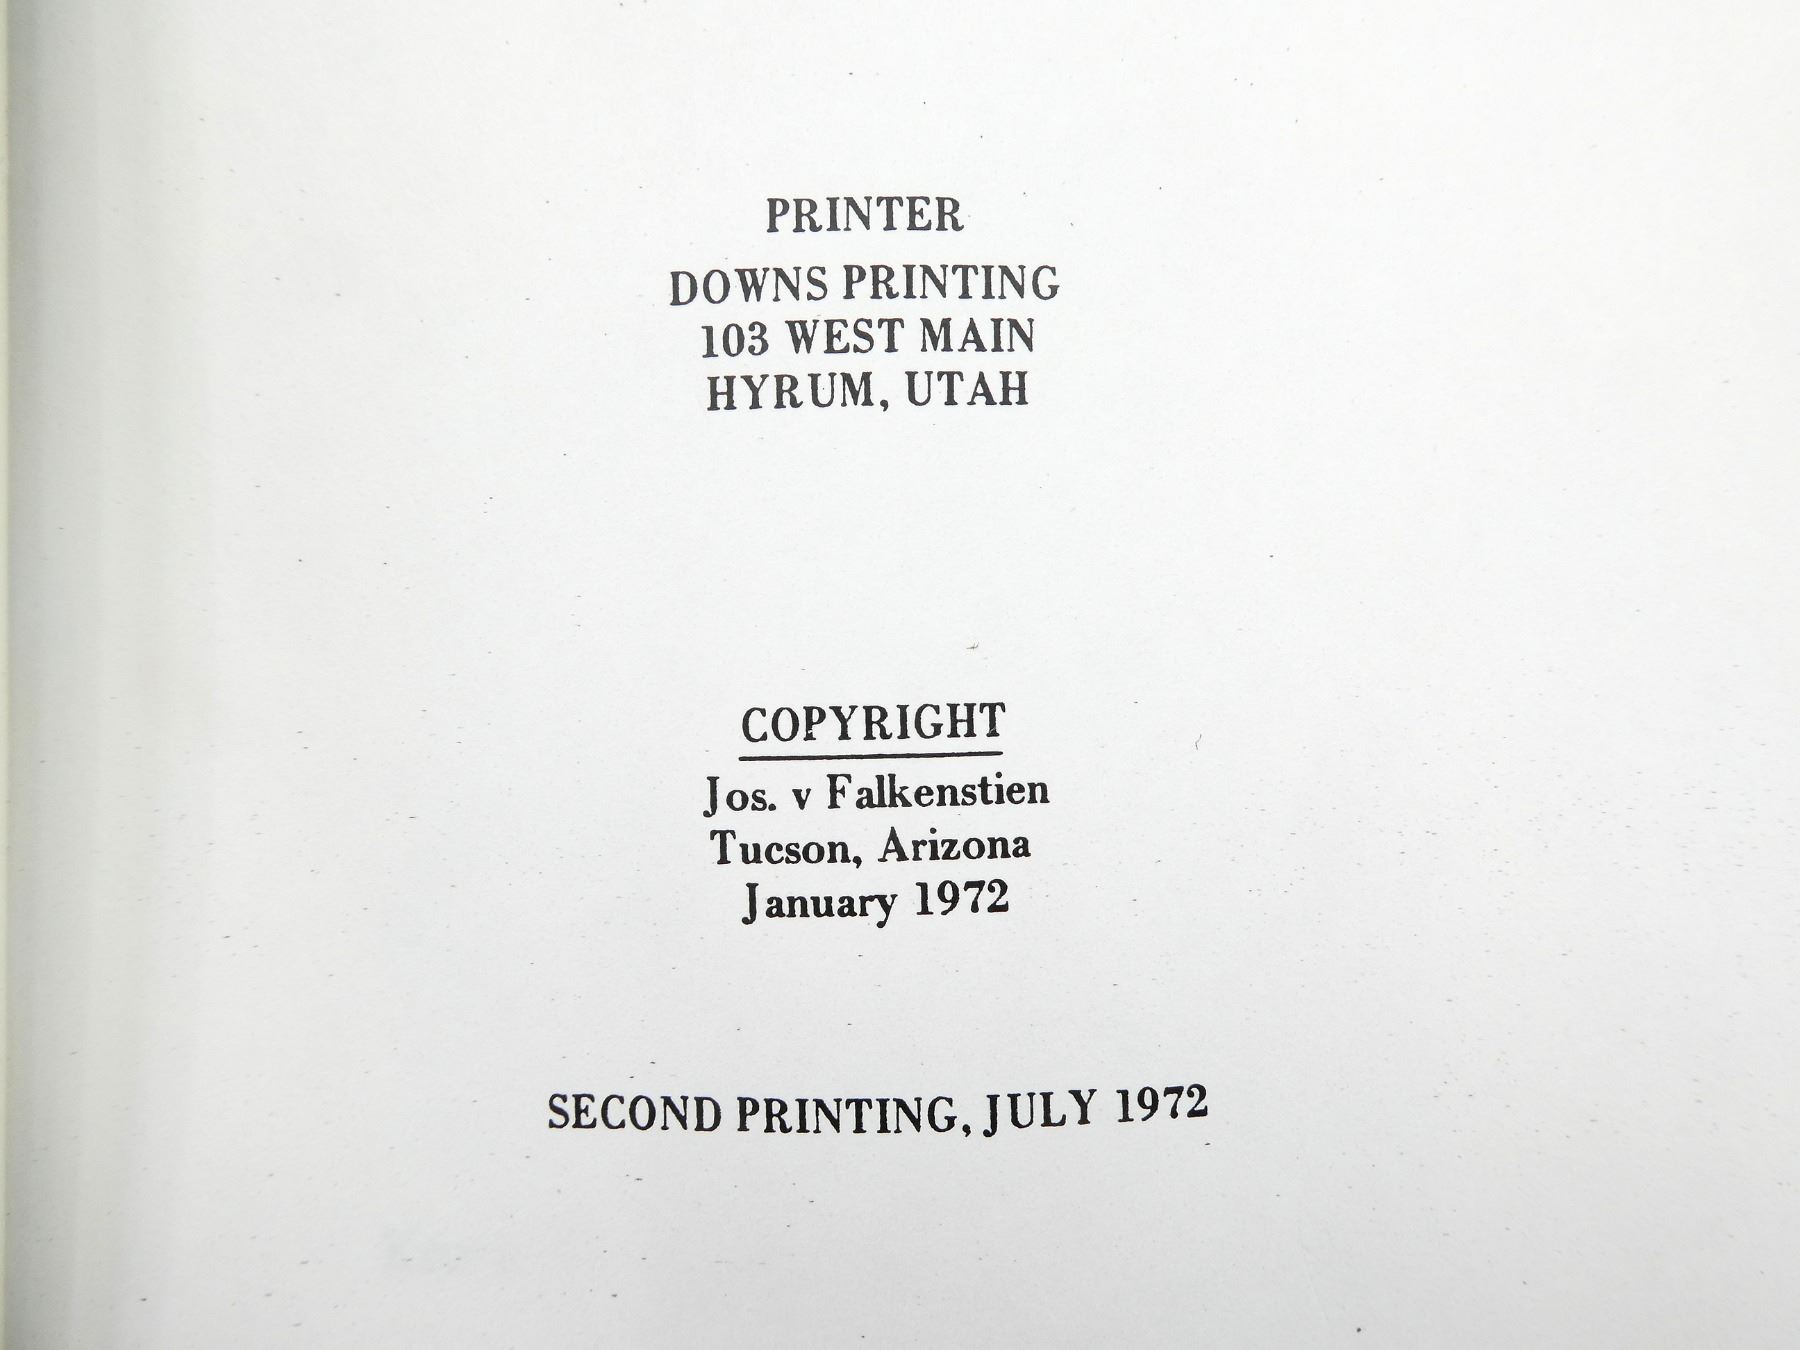 PRINTER
DOWNS PRINTING
103 WEST MAIN
HYRUM, UTAH
COPYRIGHT
Jos. v Falkenstien
Tucson, Arizona
January 1972
SECOND PRINTING, JULY 1972